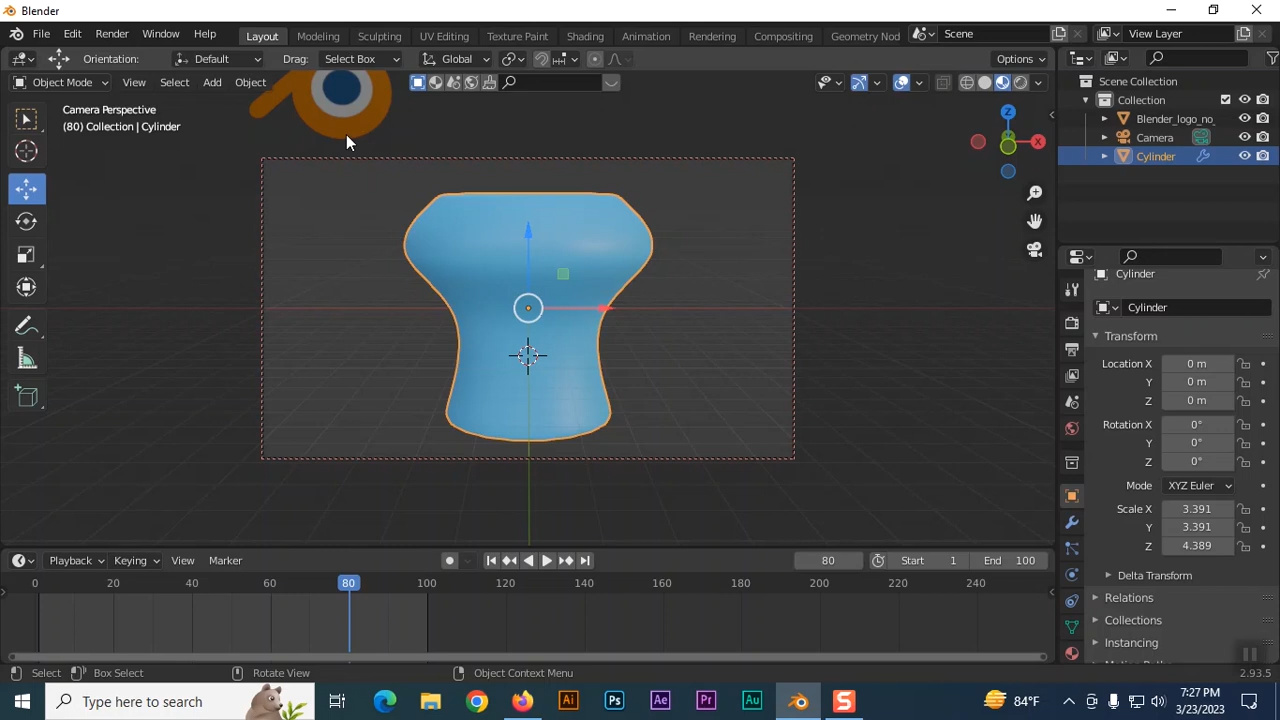 Blender
File Edit Render Window Help Layout Modeling Sculpting UV Editing Texture Paint Shading Animation Rendering Compositing Geometry Nod Scene View Layer
Orientation: Default Drag: Select Box Global Options
Object Mode View Select Add Object
Camera Perspective
(80) Collection | Cylinder
Z
X
Scene Collection
Collection
Blender_logo_no_
Camera
Cylinder
Cylinder
Cylinder
Transform
Location X 0 m
Y 0 m
Z 0 m
Rotation X 0°
Y 0°
Z 0°
Mode XYZ Euler
Scale X 3.391
Y 3.391
Z 4.389
Delta Transform
Relations
Collections
Instancing
Playback Keying View Marker 80 Start 1 End 100
0 20 40 60 80 100 120 140 160 180 200 220 240
Select Box Select Rotate View Object Context Menu 2.93.5
Type here to search Ai Ps Ae Pr Au S 84°F 7:27 PM
3/23/2023